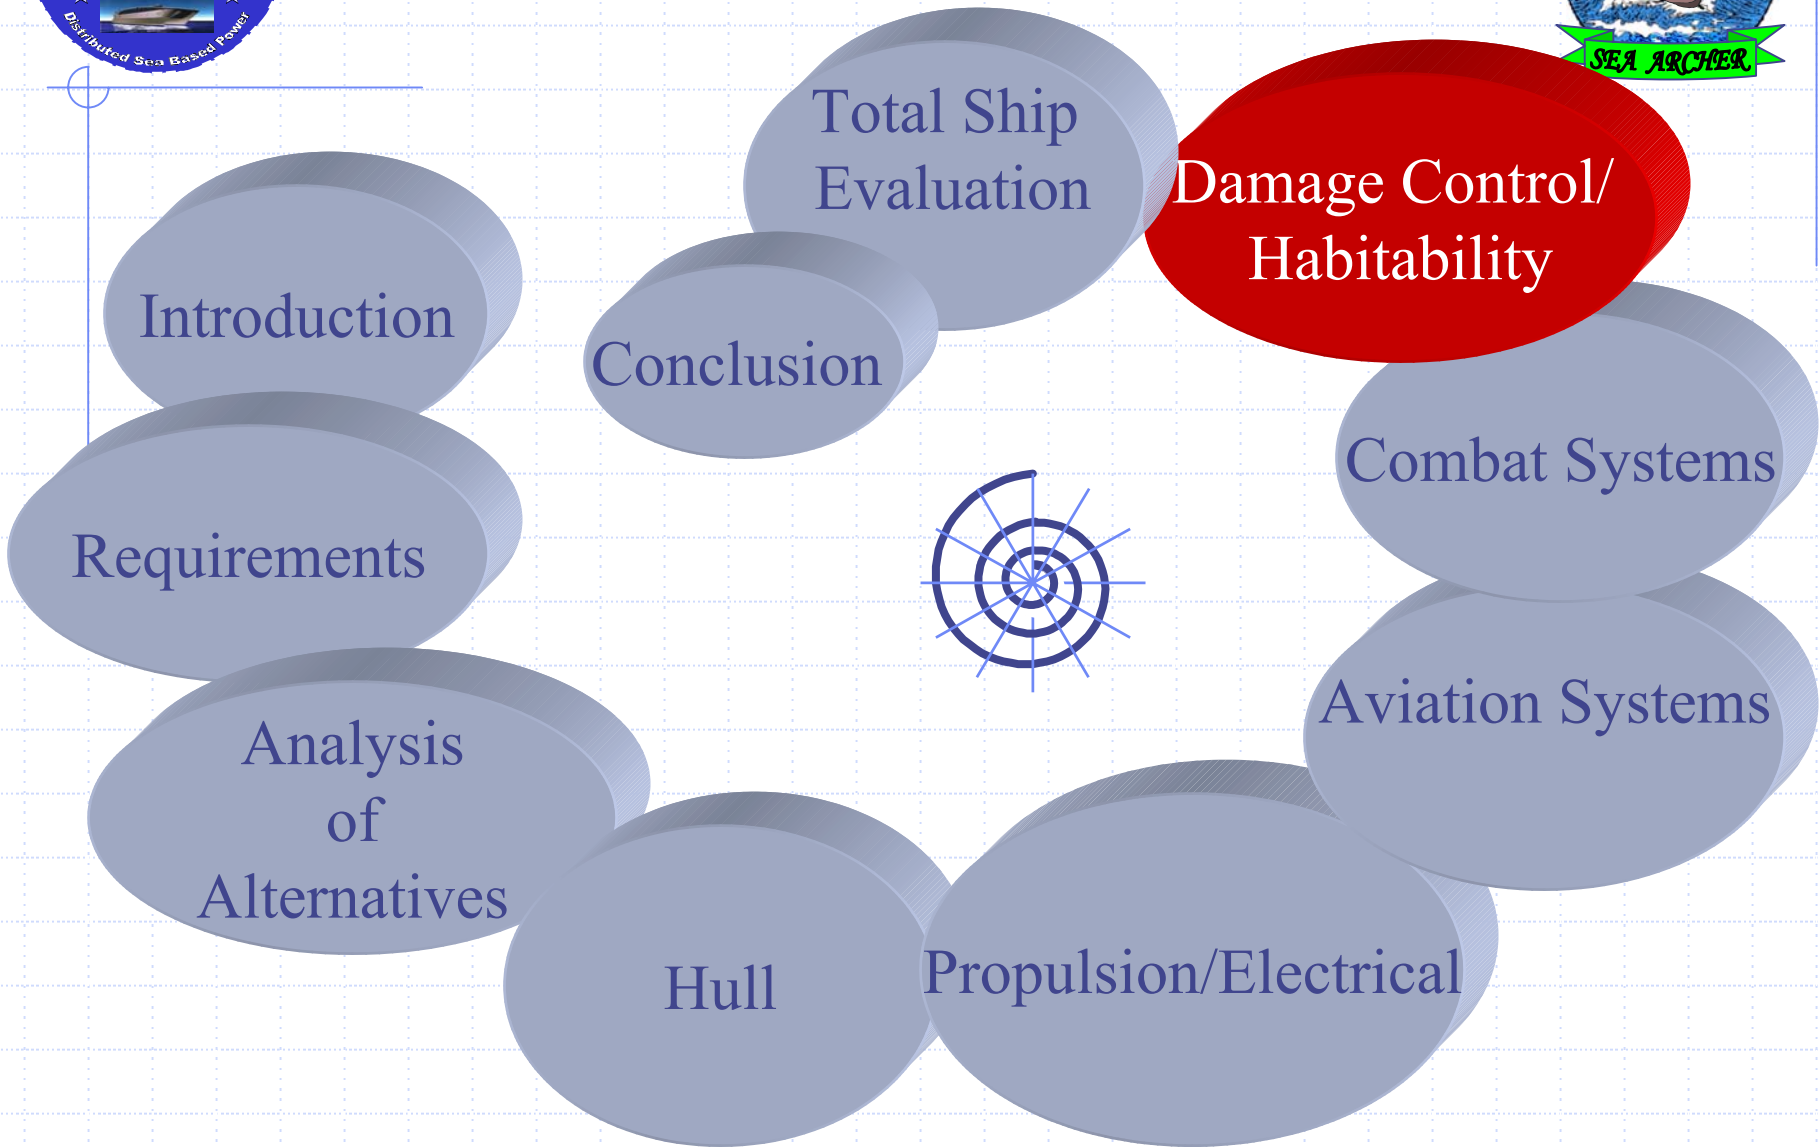 Distributed Sea Based Power
SEA ARCHER
Total Ship
Evaluation
Damage Control/
Habitability
Introduction
Conclusion
Combat Systems
Requirements
Aviation Systems
Analysis
of
Alternatives
Hull
Propulsion/Electrical